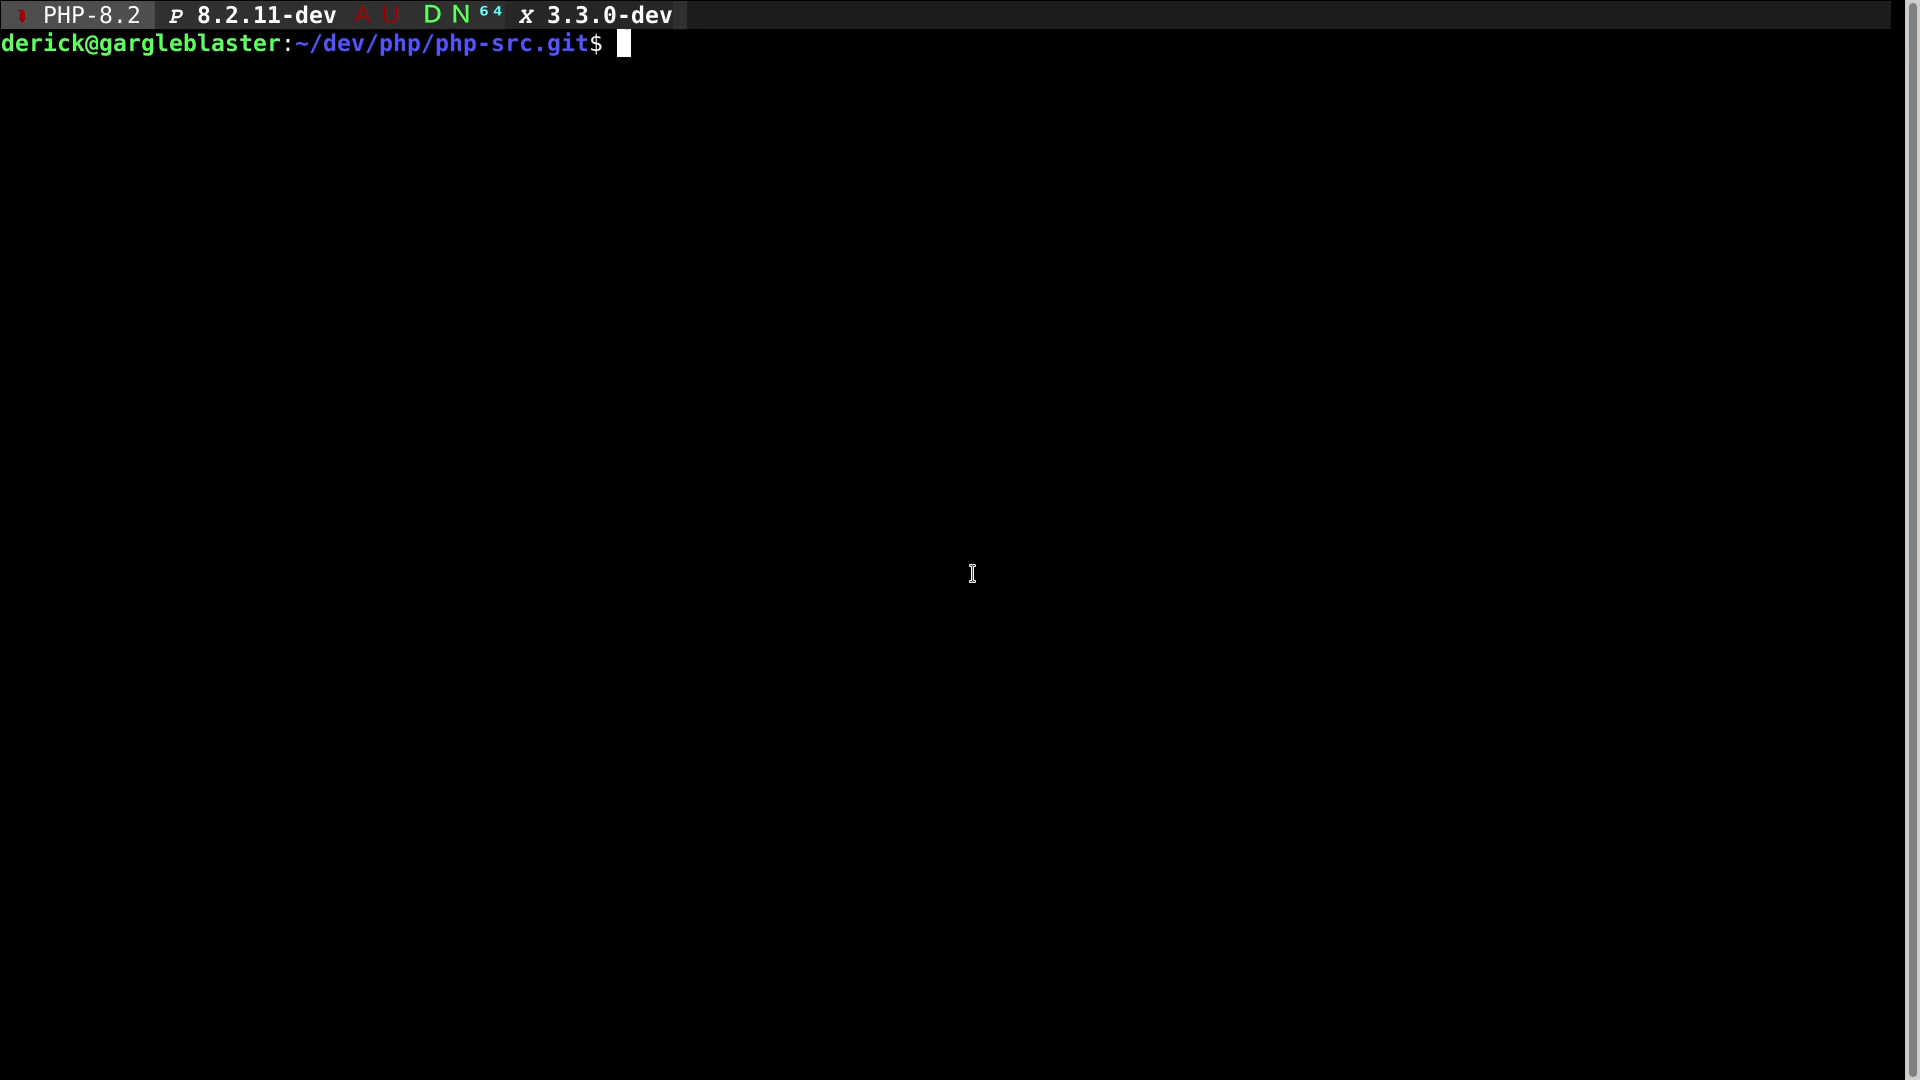 PHP-8.2 P 8.2.11-dev A U D N ⁶⁴ X 3.3.0-dev
derick@gargleblaster:~/dev/php/php-src.git$